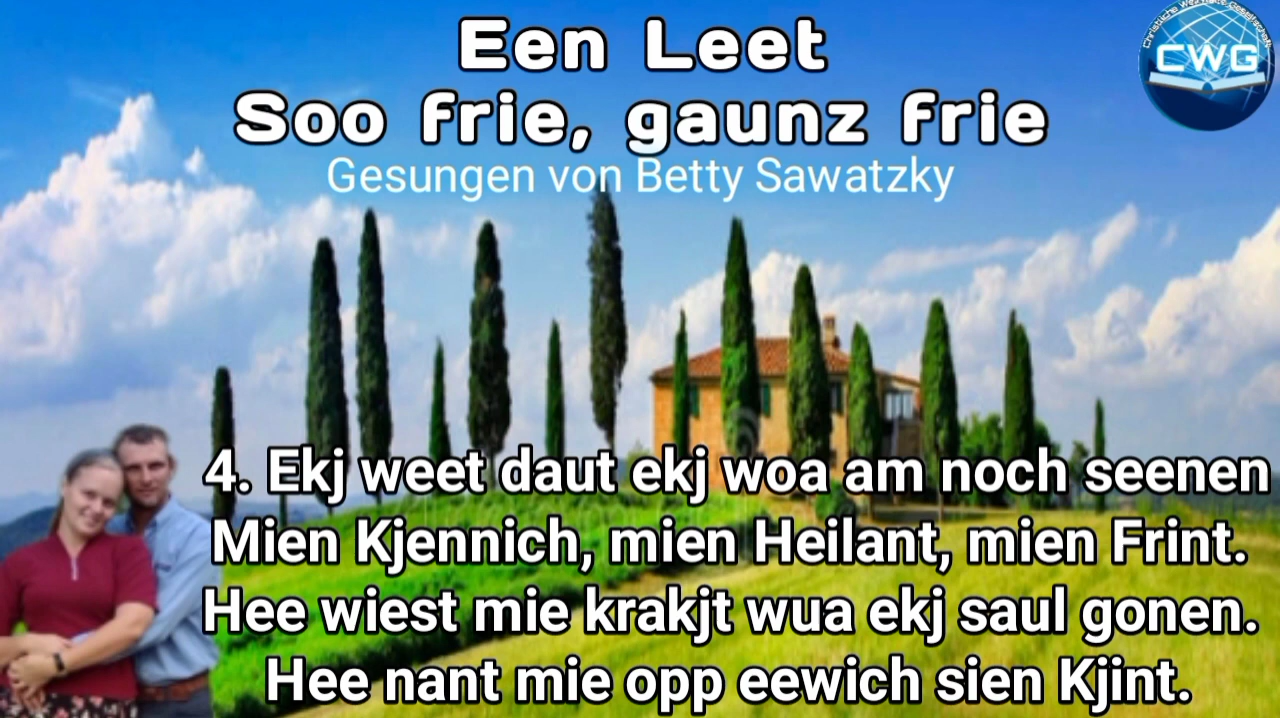 Een Leet
Soo frie, gaunz frie
Gesungen von Betty Sawatzky
Christliche Gesellschaft
CWG
4. Ekj weet daut ekj woa am noch seenen
Mien Kjennich, mien Heilant, mien Frint.
Hee wiest mie krakjt wua ekj saul gonen.
Hee nant mie opp eewich sien Kjint.